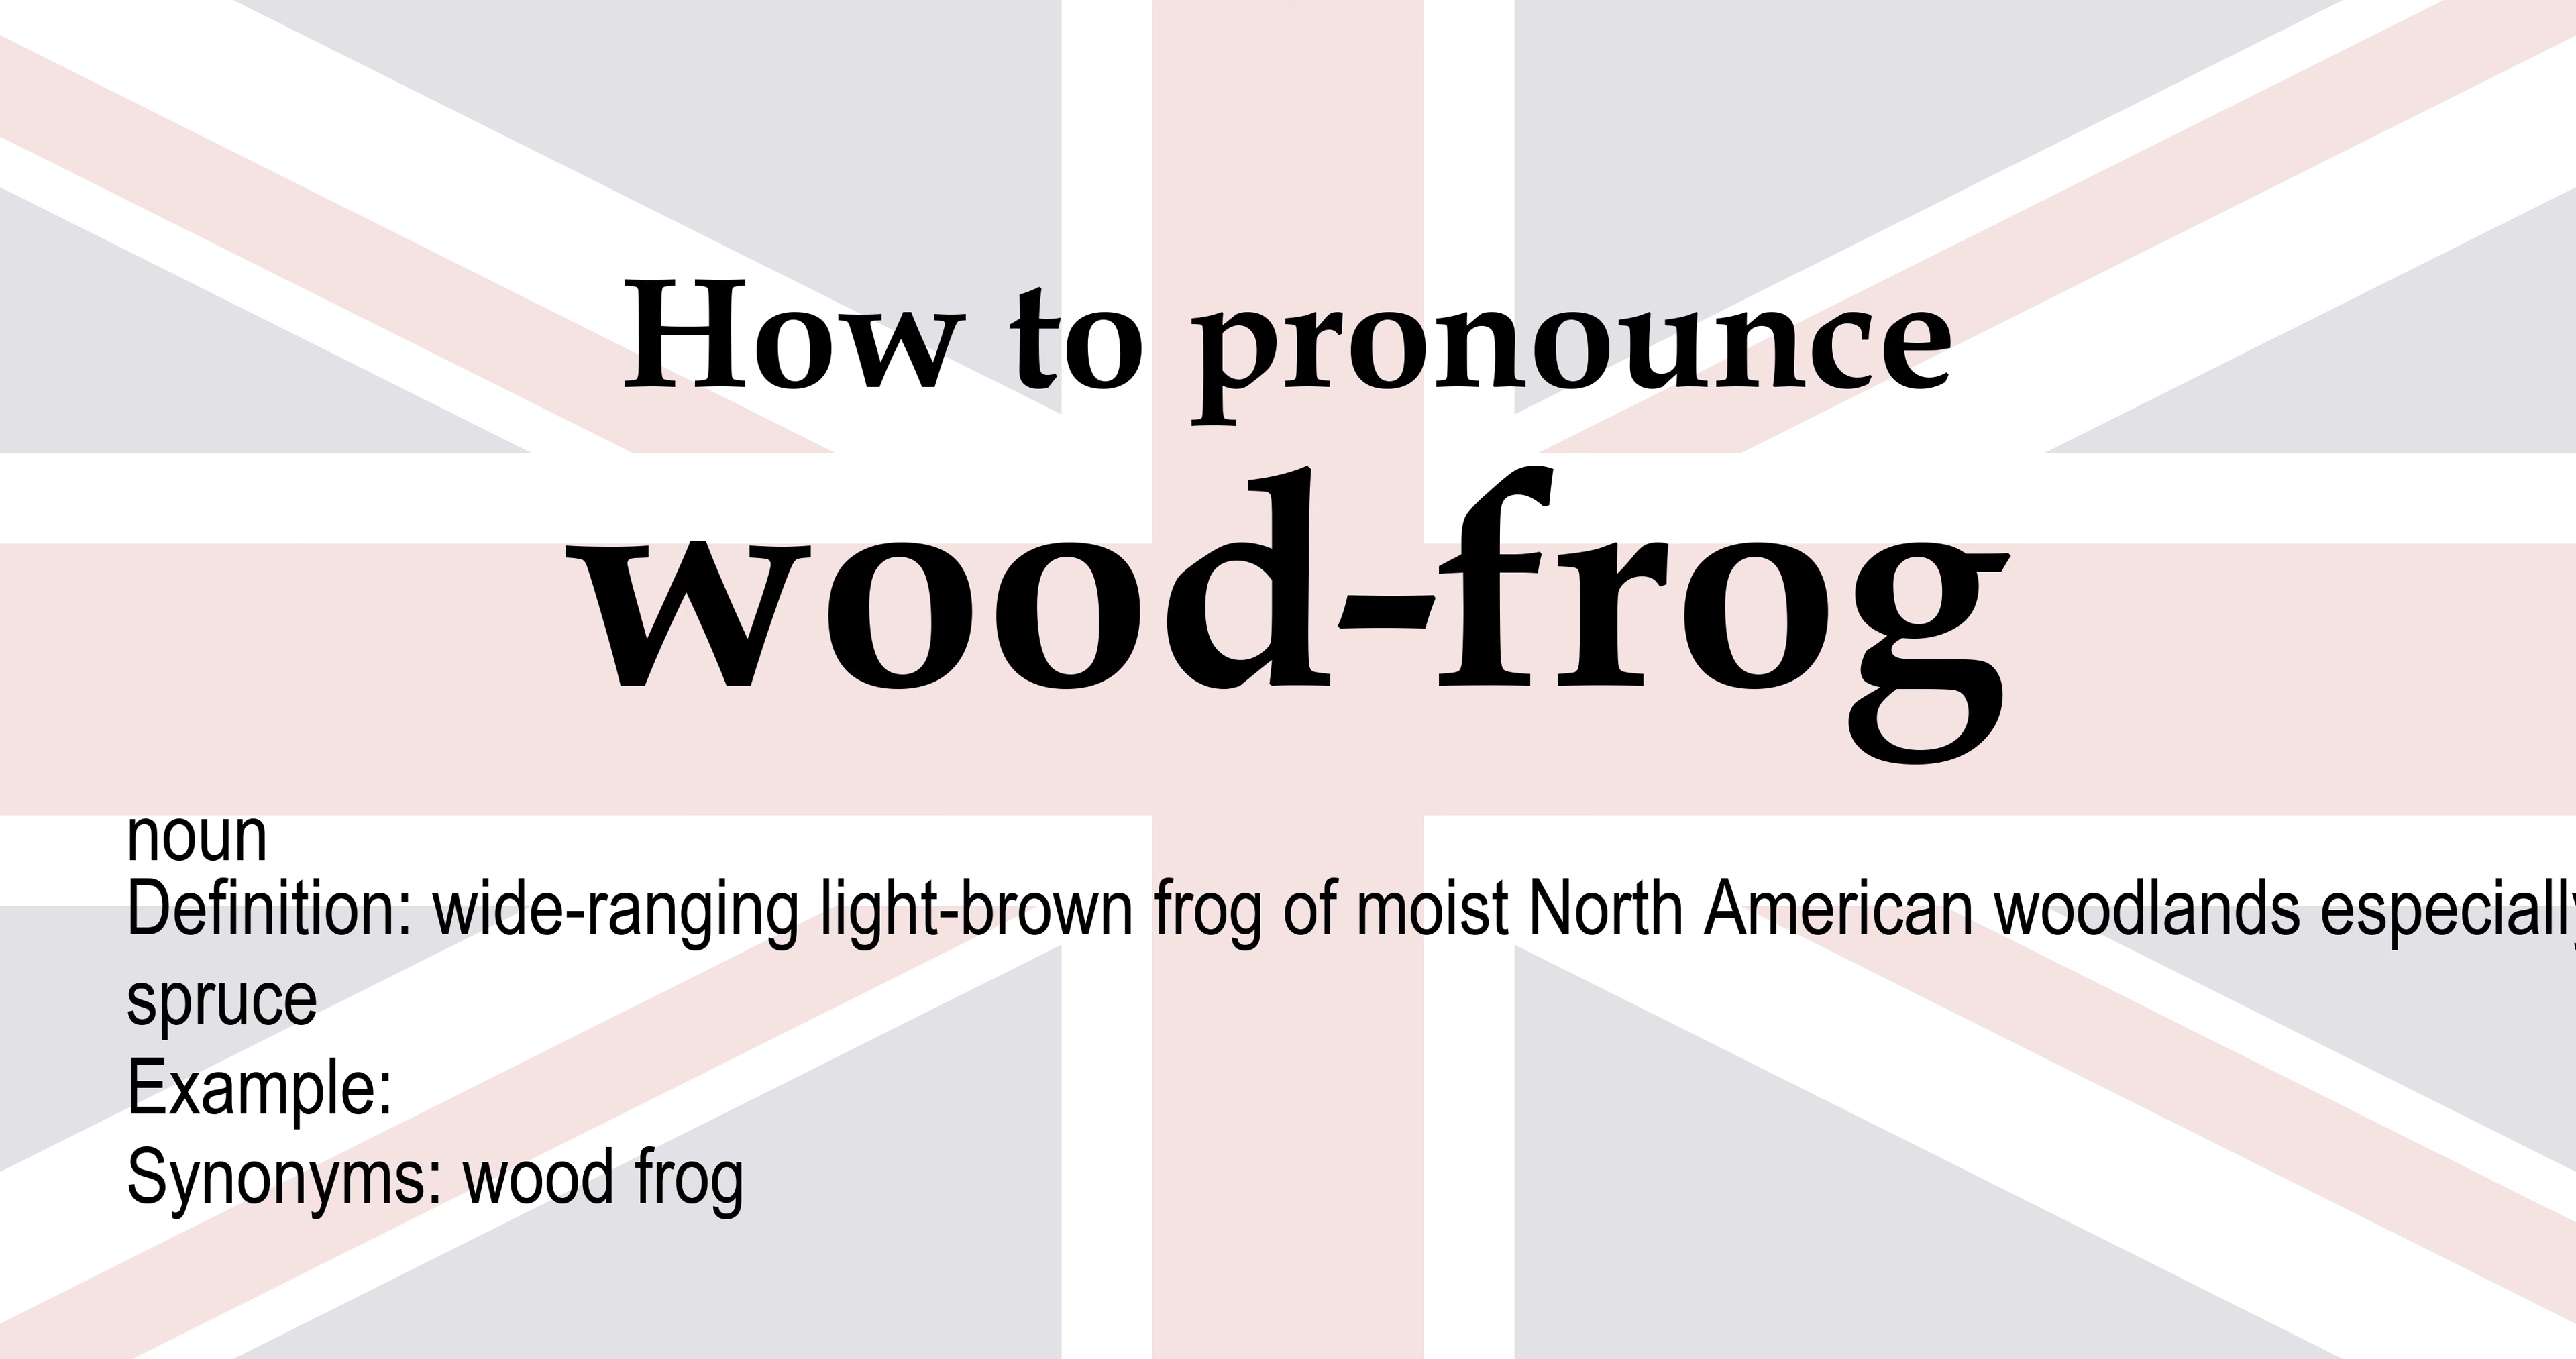 How to pronounce
wood-frog
noun
Definition: wide-ranging light-brown frog of moist North American woodlands especially
spruce
Example:
Synonyms: wood frog